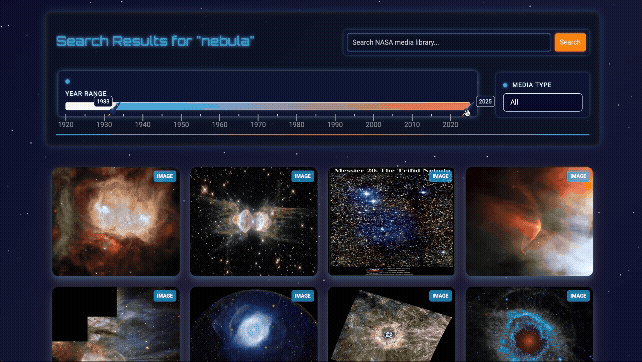 Search Results for "nebula"
Search NASA media library...
Search
YEAR RANGE
1933
2025
1920 1930 1940 1950 1960 1970 1980 1990 2000 2010 2020
MEDIA TYPE
All
IMAGE
IMAGE
Messier 20: The Trifid Nebula
IMAGE
IMAGE
IMAGE
IMAGE
IMAGE
IMAGE